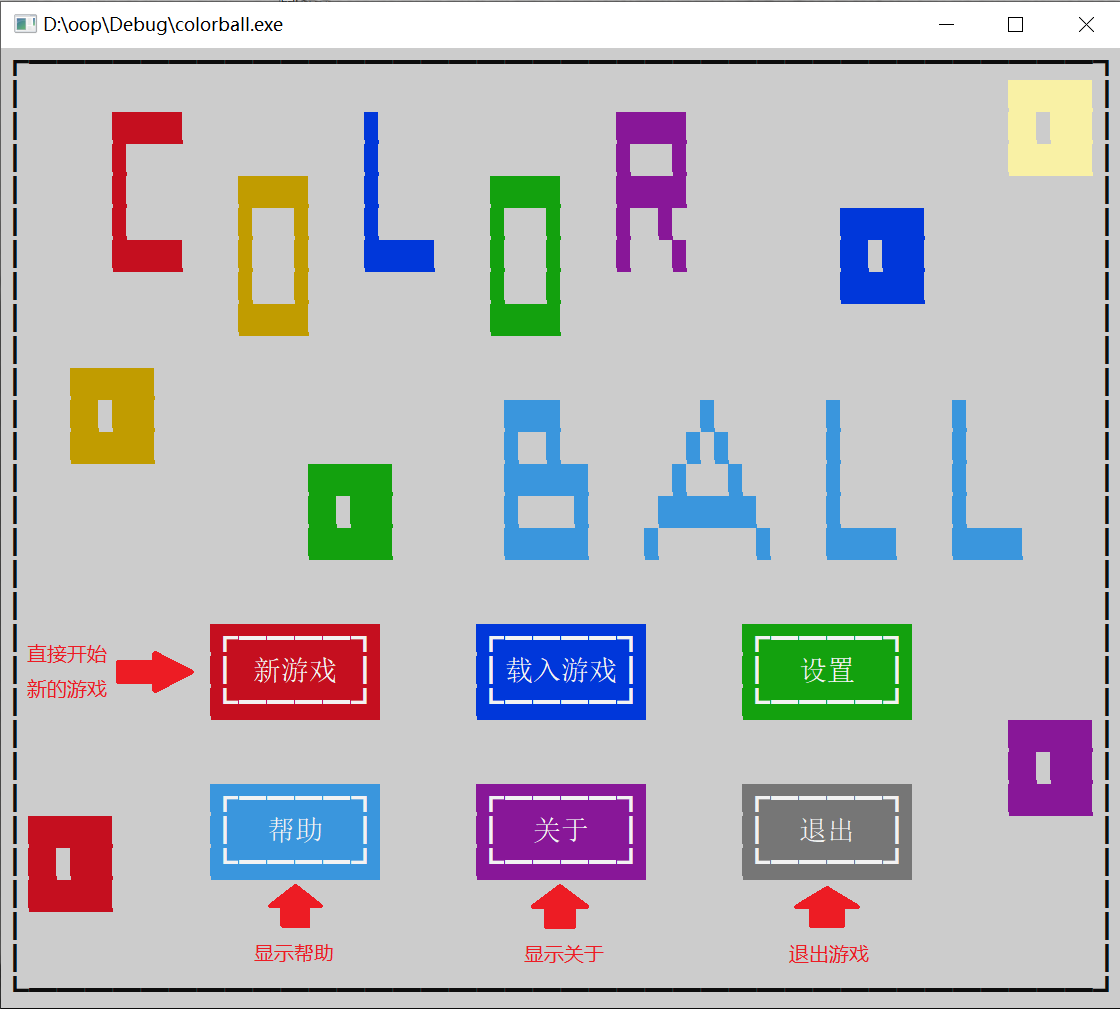 D:\oop\Debug\colorball.exe
COLOR
BALL
直接开始
新的游戏
新游戏
载入游戏
设置
帮助
关于
退出
显示帮助
显示关于
退出游戏